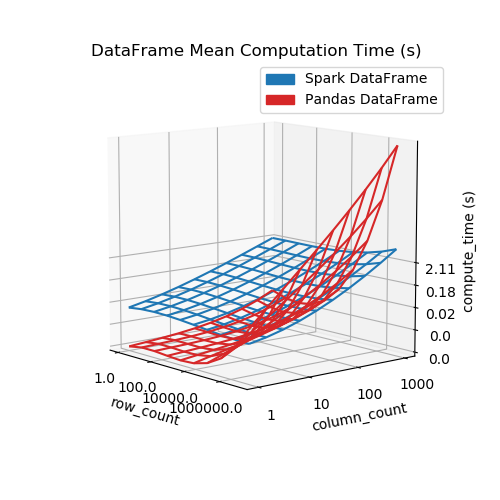 DataFrame Mean Computation Time (s)
Spark DataFrame
Pandas DataFrame
compute_time (s)
2.11
0.18
0.02
0.0
0.0
1.0
100.0
10000.0
1000000.0
row_count
1
10
100
1000
column_count